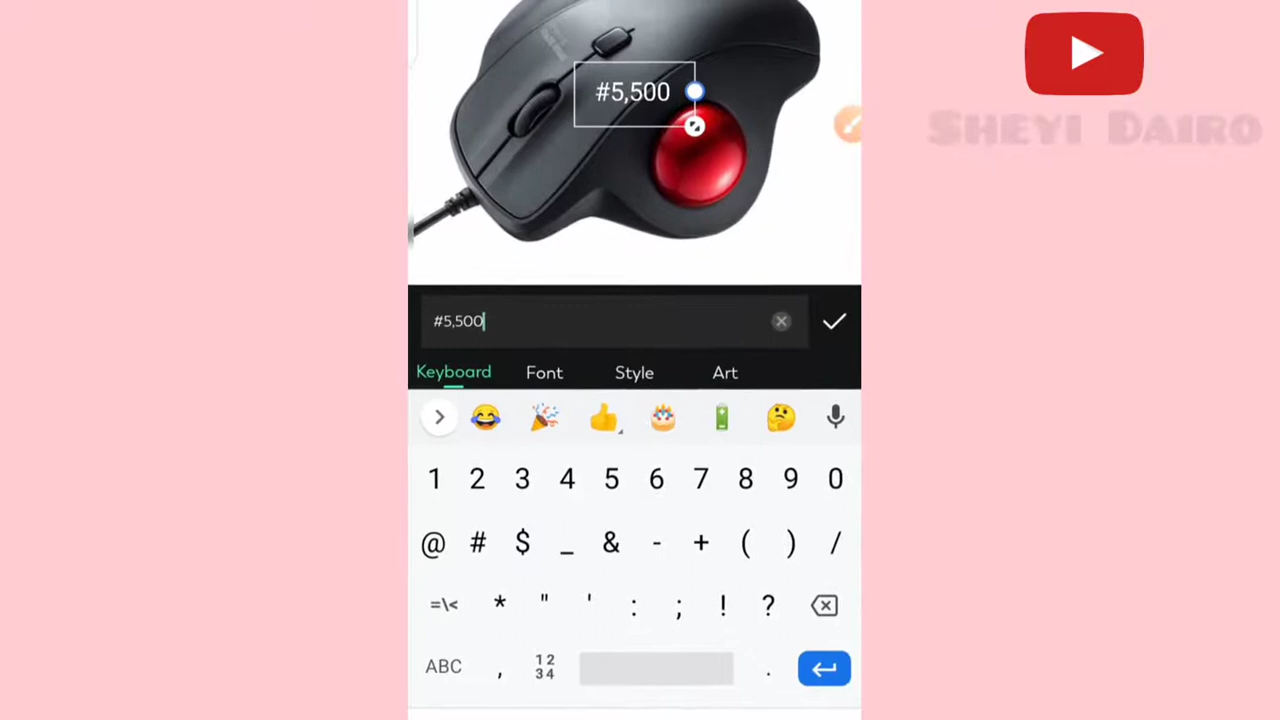 SHEYI DAIRO
#5,500
#5,500
Keyboard Font Style Art
1 2 3 4 5 6 7 8 9 0
@ # $ _ & - + ( ) /
=\< * " ' : ; ! ?
ABC , 12 34 .